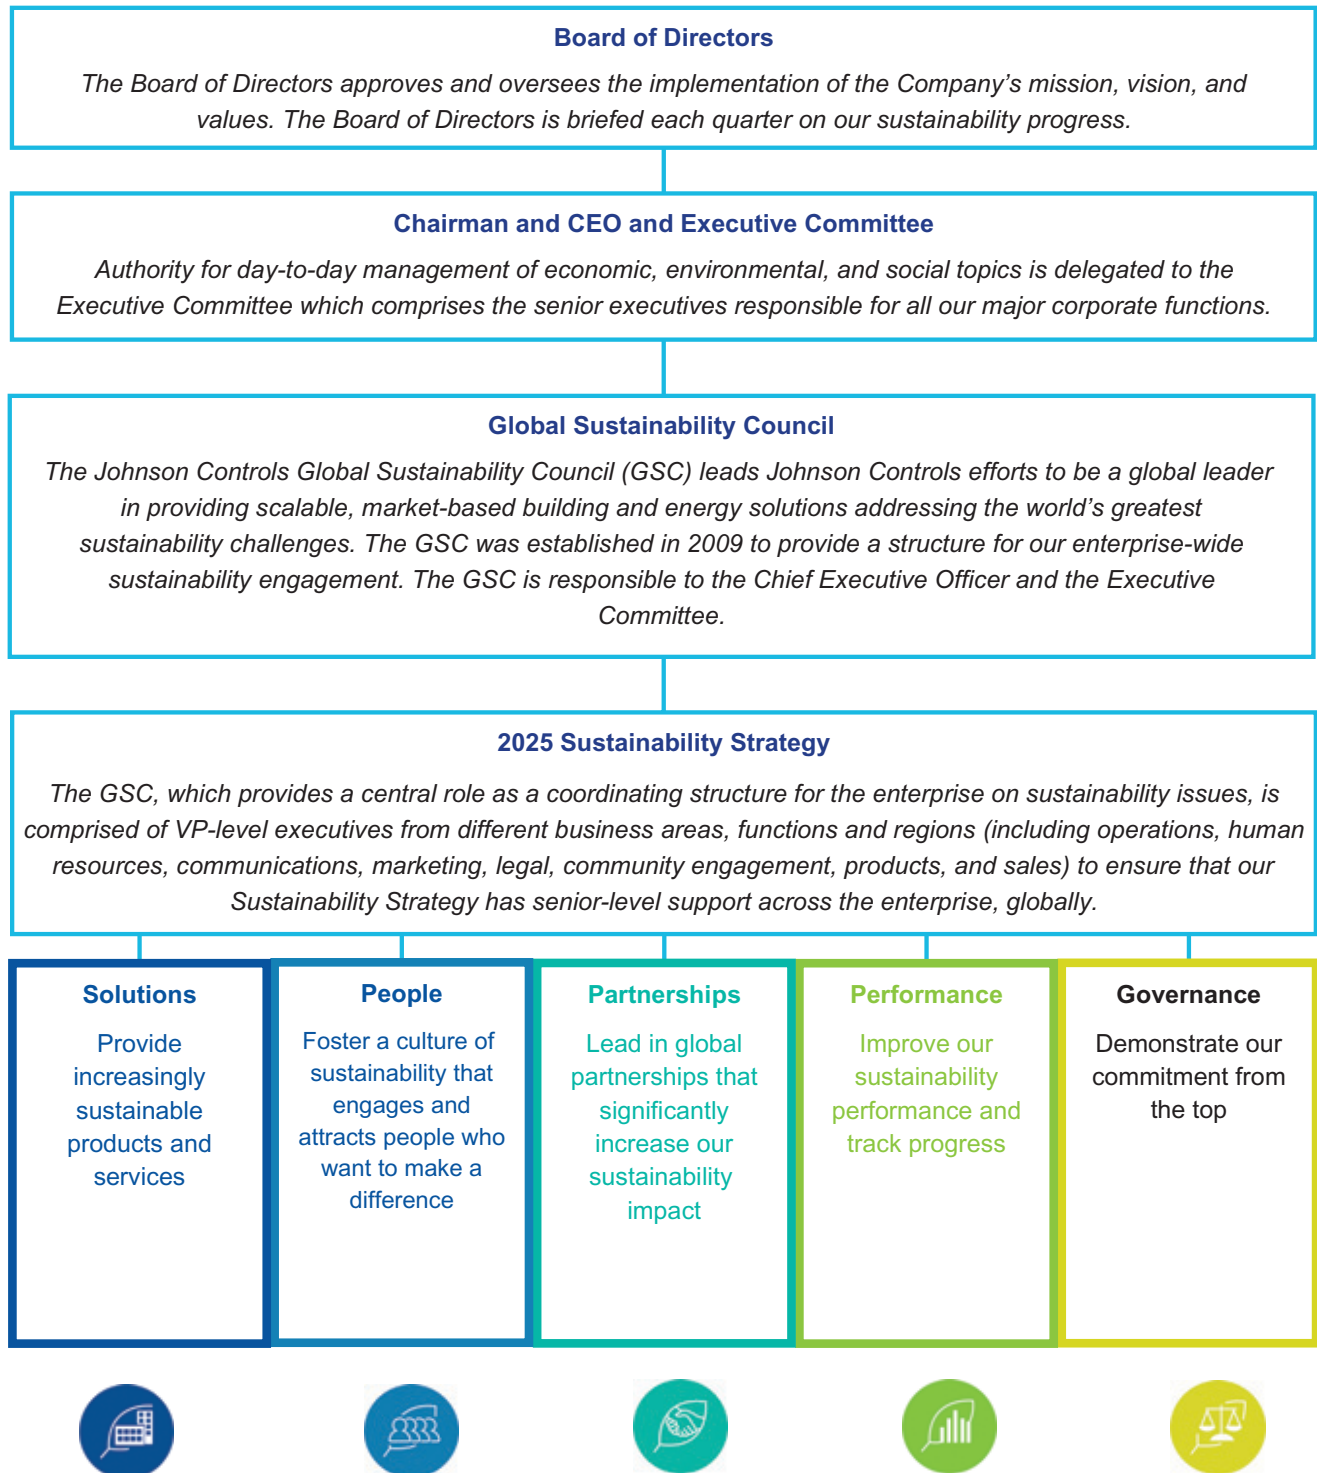 Board of Directors
The Board of Directors approves and oversees the implementation of the Company’s mission, vision, and
values. The Board of Directors is briefed each quarter on our sustainability progress.
Chairman and CEO and Executive Committee
Authority for day-to-day management of economic, environmental, and social topics is delegated to the
Executive Committee which comprises the senior executives responsible for all our major corporate functions.
Global Sustainability Council
The Johnson Controls Global Sustainability Council (GSC) leads Johnson Controls efforts to be a global leader
in providing scalable, market-based building and energy solutions addressing the world’s greatest
sustainability challenges. The GSC was established in 2009 to provide a structure for our enterprise-wide
sustainability engagement. The GSC is responsible to the Chief Executive Officer and the Executive
Committee.
2025 Sustainability Strategy
The GSC, which provides a central role as a coordinating structure for the enterprise on sustainability issues, is
comprised of VP-level executives from different business areas, functions and regions (including operations, human
resources, communications, marketing, legal, community engagement, products, and sales) to ensure that our
Sustainability Strategy has senior-level support across the enterprise, globally.
Solutions
Provide
increasingly
sustainable
products and
services
People
Foster a culture of
sustainability that
engages and
attracts people who
want to make a
difference
Partnerships
Lead in global
partnerships that
significantly
increase our
sustainability
impact
Performance
Improve our
sustainability
performance and
track progress
Governance
Demonstrate our
commitment from
the top